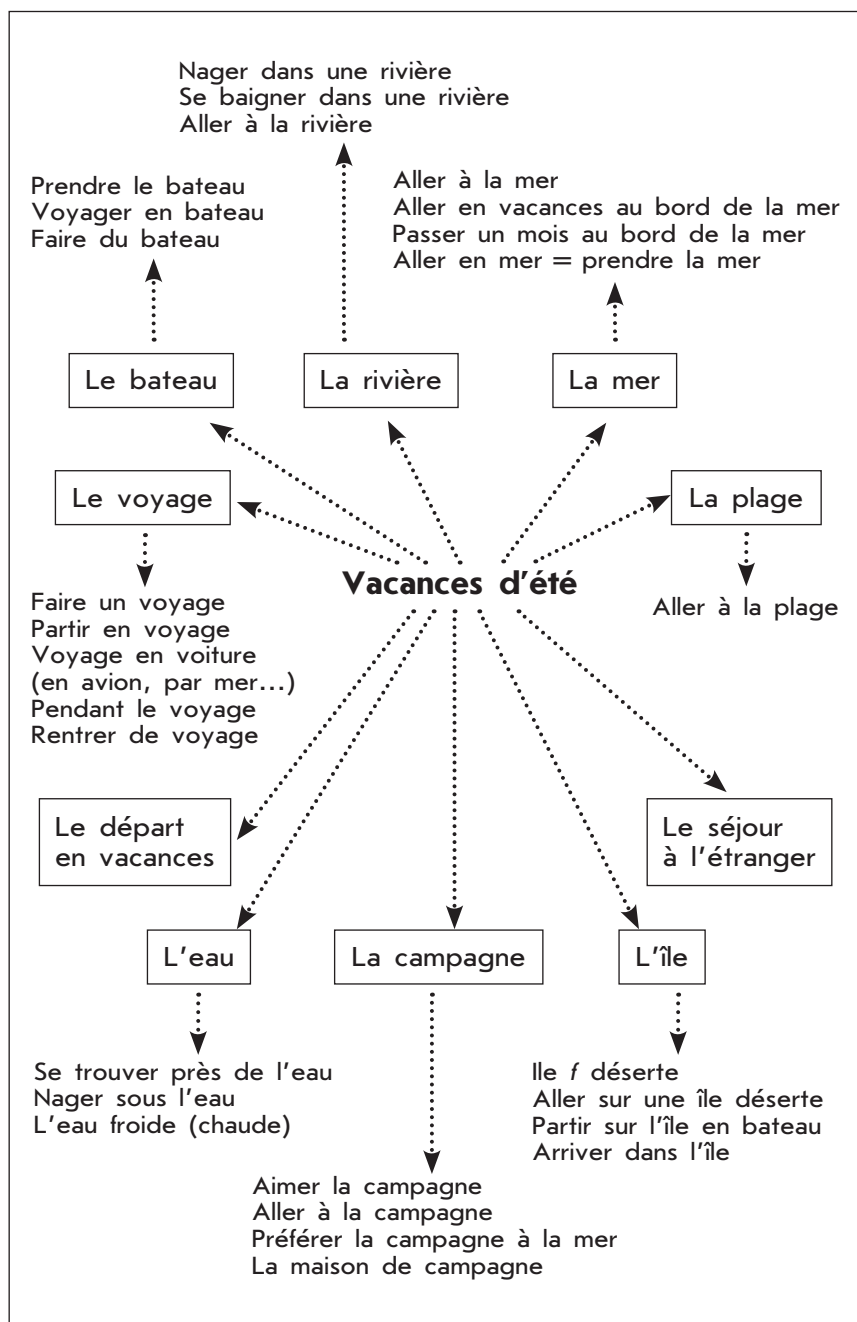 Nager dans une rivière
Se baigner dans une rivière
Aller à la rivière
Prendre le bateau
Voyager en bateau
Faire du bateau
Aller à la mer
Aller en vacances au bord de la mer
Passer un mois au bord de la mer
Aller en mer = prendre la mer
Le bateau
La rivière
La mer
Le voyage
La plage
Vacances d'été
Faire un voyage
Partir en voyage
Voyage en voiture
(en avion, par mer...)
Pendant le voyage
Rentrer de voyage
Aller à la plage
Le départ
en vacances
Le séjour
à l'étranger
L'eau
La campagne
L'île
Se trouver près de l'eau
Nager sous l'eau
L'eau froide (chaude)
Ile f déserte
Aller sur une île déserte
Partir sur l'île en bateau
Arriver dans l'île
Aimer la campagne
Aller à la campagne
Préférer la campagne à la mer
La maison de campagne